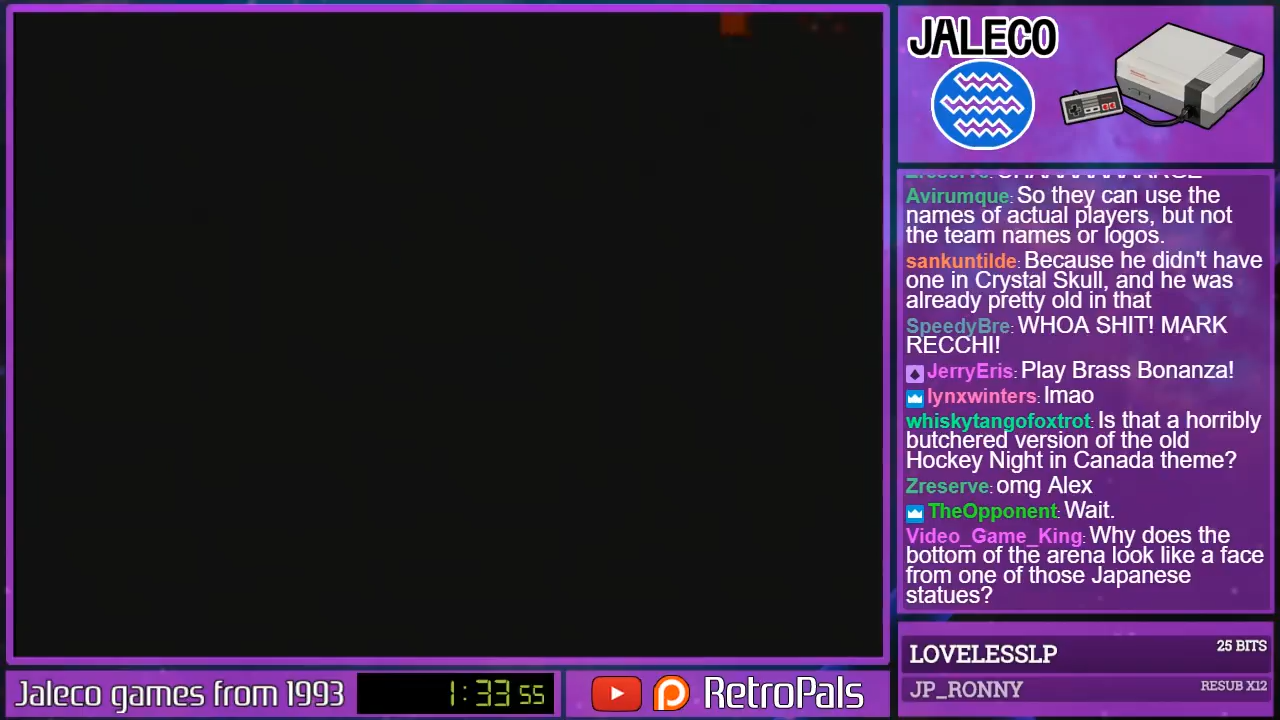 JALECO
Avirumque: So they can use the
names of actual players, but not
the team names or logos.
sankuntilde: Because he didn't have
one in Crystal Skull, and he was
already pretty old in that
SpeedyBre: WHOA SHIT! MARK
RECCHI!
JerryEris: Play Brass Bonanza!
lynxwinters: lmao
whiskytangofoxtrot: Is that a horribly
butchered version of the old
Hockey Night in Canada theme?
Zreserve: omg Alex
TheOpponent: Wait.
Video_Game_King: Why does the
bottom of the arena look like a face
from one of those Japanese
statues?
LOVELESSLP 25 BITS
JP_RONNY RESUB X12
Jaleco games from 1993 1:33 55 RetroPals